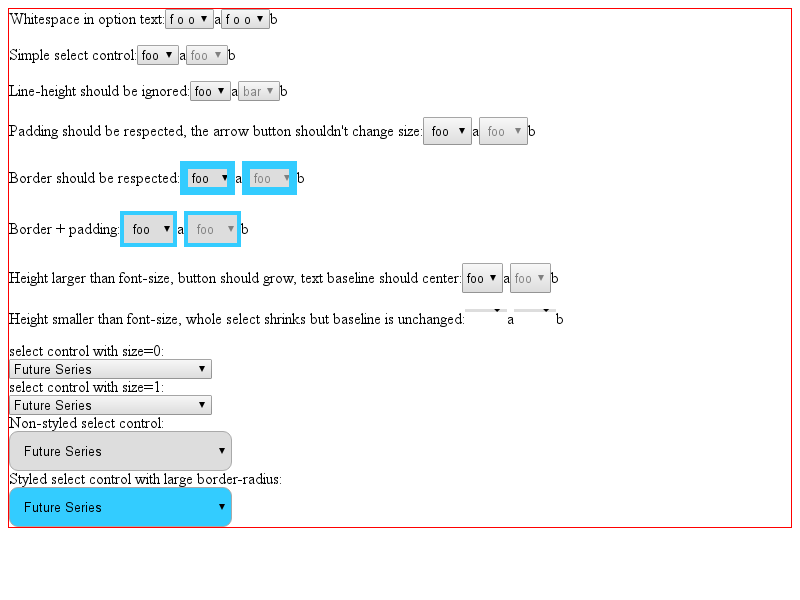 Whitespace in option text: f o o ▼ a f o o ▼ b
Simple select control: foo ▼ a foo ▼ b
Line-height should be ignored: foo ▼ a bar ▼ b
Padding should be respected, the arrow button shouldn't change size: foo ▼ a foo ▼ b
Border should be respected: foo ▼ a foo ▼ b
Border + padding: foo ▼ a foo ▼ b
Height larger than font-size, button should grow, text baseline should center: foo ▼ a foo ▼ b
Height smaller than font-size, whole select shrinks but baseline is unchanged: a b
select control with size=0:
Future Series ▼
select control with size=1:
Future Series ▼
Non-styled select control:
Future Series ▼
Styled select control with large border-radius:
Future Series ▼